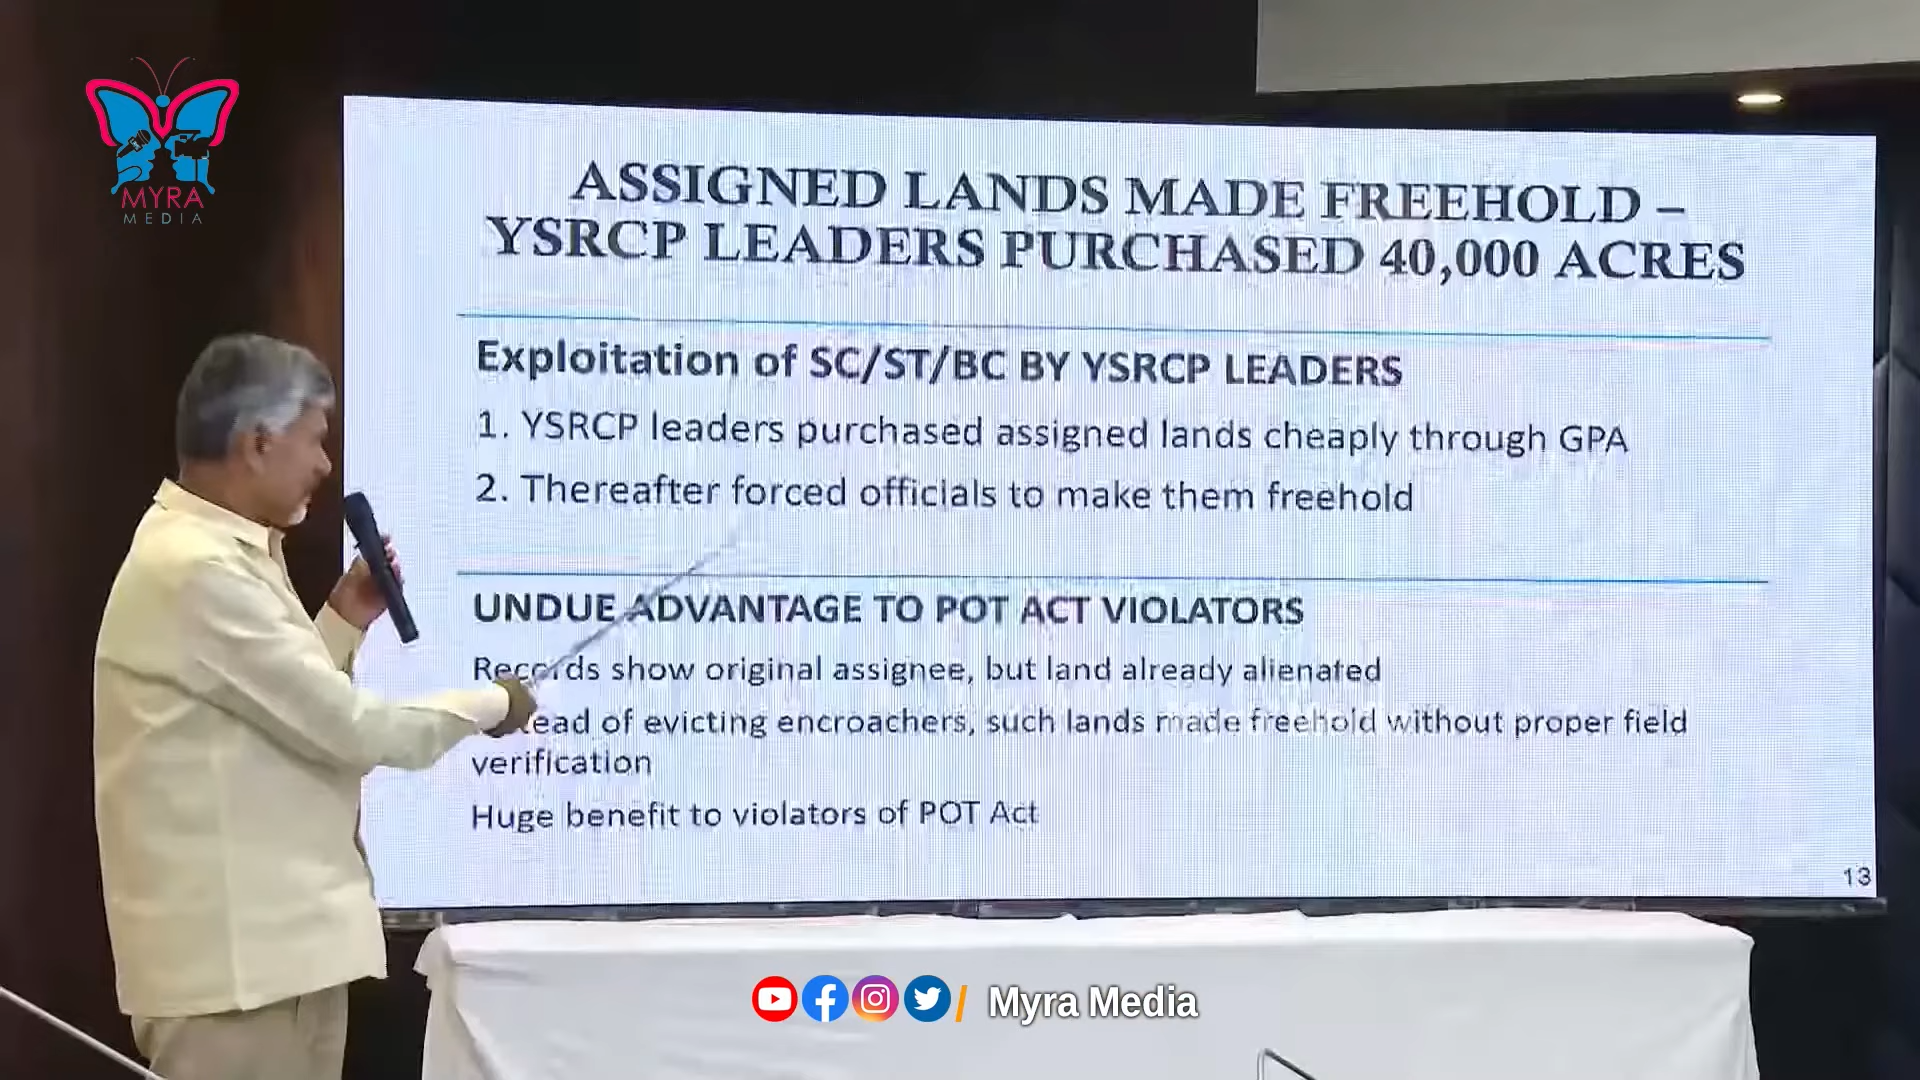 MYRA
MEDIA
ASSIGNED LANDS MADE FREEHOLD –
YSRCP LEADERS PURCHASED 40,000 ACRES
Exploitation of SC/ST/BC BY YSRCP LEADERS
1. YSRCP leaders purchased assigned lands cheaply through GPA
2. Thereafter forced officials to make them freehold
UNDUE ADVANTAGE TO POT ACT VIOLATORS
Records show original assignee, but land already alienated
of evicting encroachers, such lands made freehold without proper field
verification
Huge benefit to violators of POT Act
13
/ Myra Media